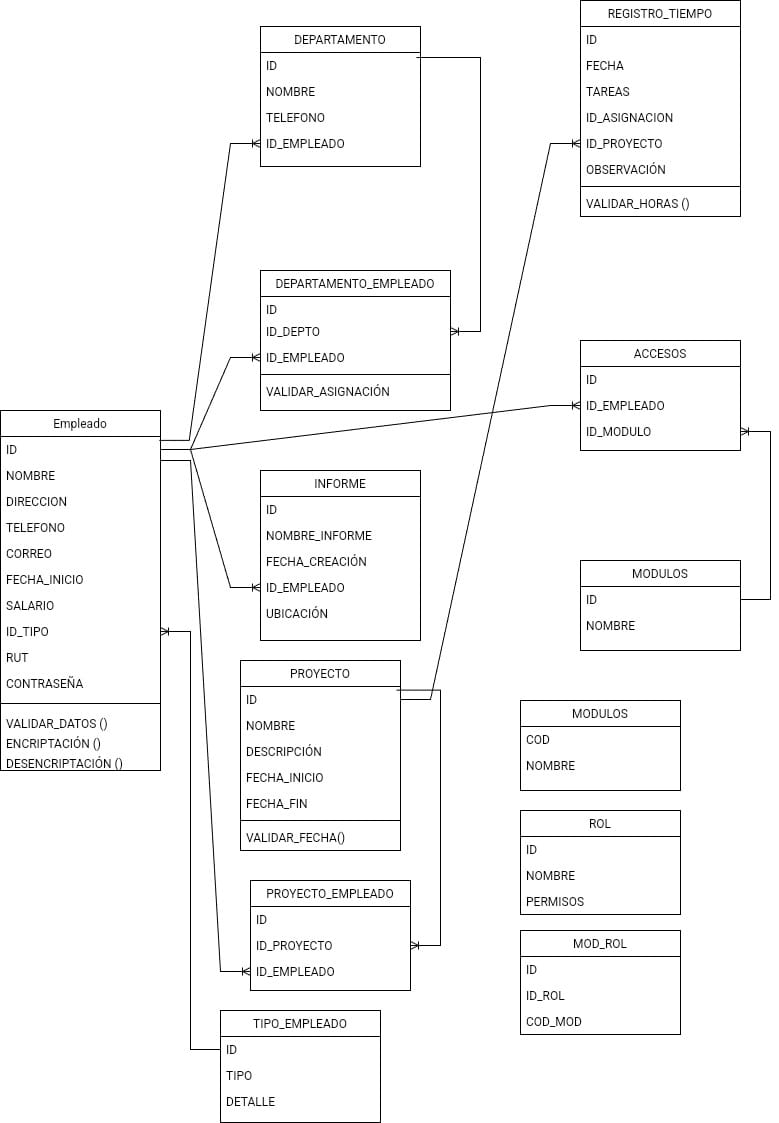 REGISTRO_TIEMPO
ID
FECHA
TAREAS
ID_ASIGNACION
ID_PROYECTO
OBSERVACIÓN
VALIDAR_HORAS ()
DEPARTAMENTO
ID
NOMBRE
TELEFONO
ID_EMPLEADO
DEPARTAMENTO_EMPLEADO
ID
ID_DEPTO
ID_EMPLEADO
VALIDAR_ASIGNACIÓN
ACCESOS
ID
ID_EMPLEADO
ID_MODULO
Empleado
ID
NOMBRE
DIRECCION
TELEFONO
CORREO
FECHA_INICIO
SALARIO
ID_TIPO
RUT
CONTRASEÑA
VALIDAR_DATOS ()
ENCRIPTACIÓN ()
DESENCRIPTACIÓN ()
INFORME
ID
NOMBRE_INFORME
FECHA_CREACIÓN
ID_EMPLEADO
UBICACIÓN
MODULOS
ID
NOMBRE
PROYECTO
ID
NOMBRE
DESCRIPCIÓN
FECHA_INICIO
FECHA_FIN
VALIDAR_FECHA()
MODULOS
COD
NOMBRE
ROL
ID
NOMBRE
PERMISOS
PROYECTO_EMPLEADO
ID
ID_PROYECTO
ID_EMPLEADO
MOD_ROL
ID
ID_ROL
COD_MOD
TIPO_EMPLEADO
ID
TIPO
DETALLE